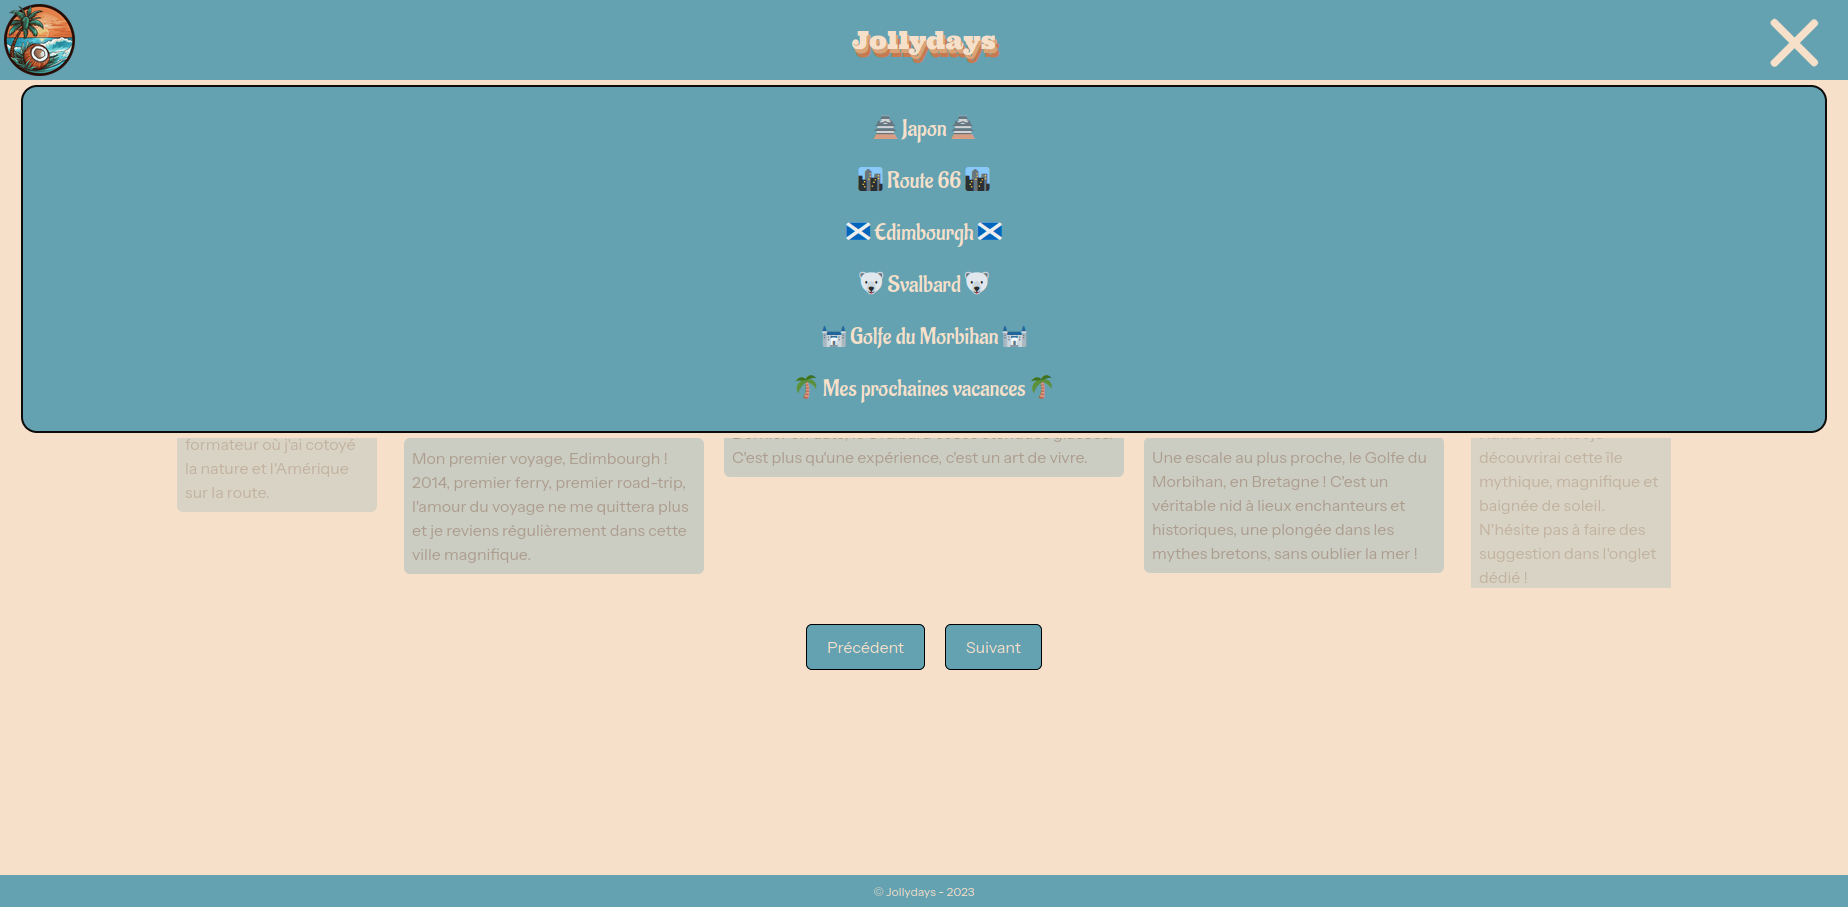 Jollydays
Japon
Route 66
Edimbourgh
Svalbard
Golfe du Morbihan
Mes prochaines vacances
formateur où j'ai cotoyé
la nature et l'Amérique
sur la route.
Mon premier voyage, Edimbourgh !
2014, premier ferry, premier road-trip,
l'amour du voyage ne me quittera plus
et je reviens régulièrement dans cette
ville magnifique.
C'est plus qu'une expérience, c'est un art de vivre.
Une escale au plus proche, le Golfe du
Morbihan, en Bretagne ! C'est un
véritable nid à lieux enchanteurs et
historiques, une plongée dans les
mythes bretons, sans oublier la mer !
découvrirai cette île
mythique, magnifique et
baignée de soleil.
N'hésite pas à faire des
suggestion dans l'onglet
dédié !
Précédent
Suivant
© Jollydays - 2023